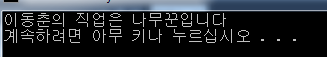 이동춘의 직업은 나무꾼입니다
계속하려면 아무 키나 누르십시오 . . .